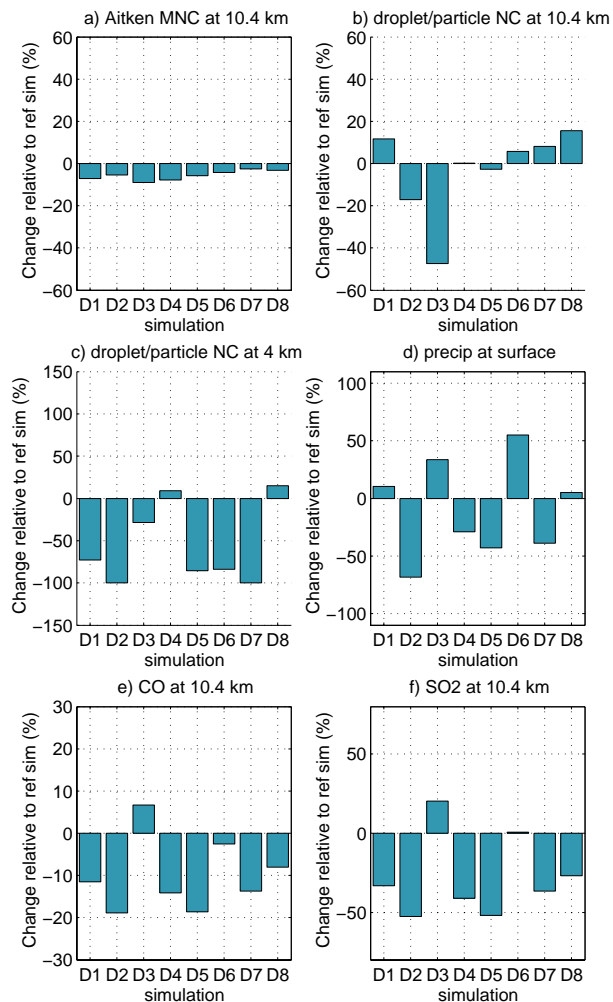 a) Aitken MNC at 10.4 km
Change relative to ref sim (%)
60
40
20
0
−20
−40
−60
D1 D2 D3 D4 D5 D6 D7 D8
simulation
b) droplet/particle NC at 10.4 km
Change relative to ref sim (%)
60
40
20
0
−20
−40
−60
D1 D2 D3 D4 D5 D6 D7 D8
simulation
c) droplet/particle NC at 4 km
Change relative to ref sim (%)
150
100
50
0
−50
−100
−150
D1 D2 D3 D4 D5 D6 D7 D8
simulation
d) precip at surface
Change relative to ref sim (%)
100
50
0
−50
−100
D1 D2 D3 D4 D5 D6 D7 D8
simulation
e) CO at 10.4 km
Change relative to ref sim (%)
30
20
10
0
−10
−20
−30
D1 D2 D3 D4 D5 D6 D7 D8
simulation
f) SO2 at 10.4 km
Change relative to ref sim (%)
50
0
−50
D1 D2 D3 D4 D5 D6 D7 D8
simulation